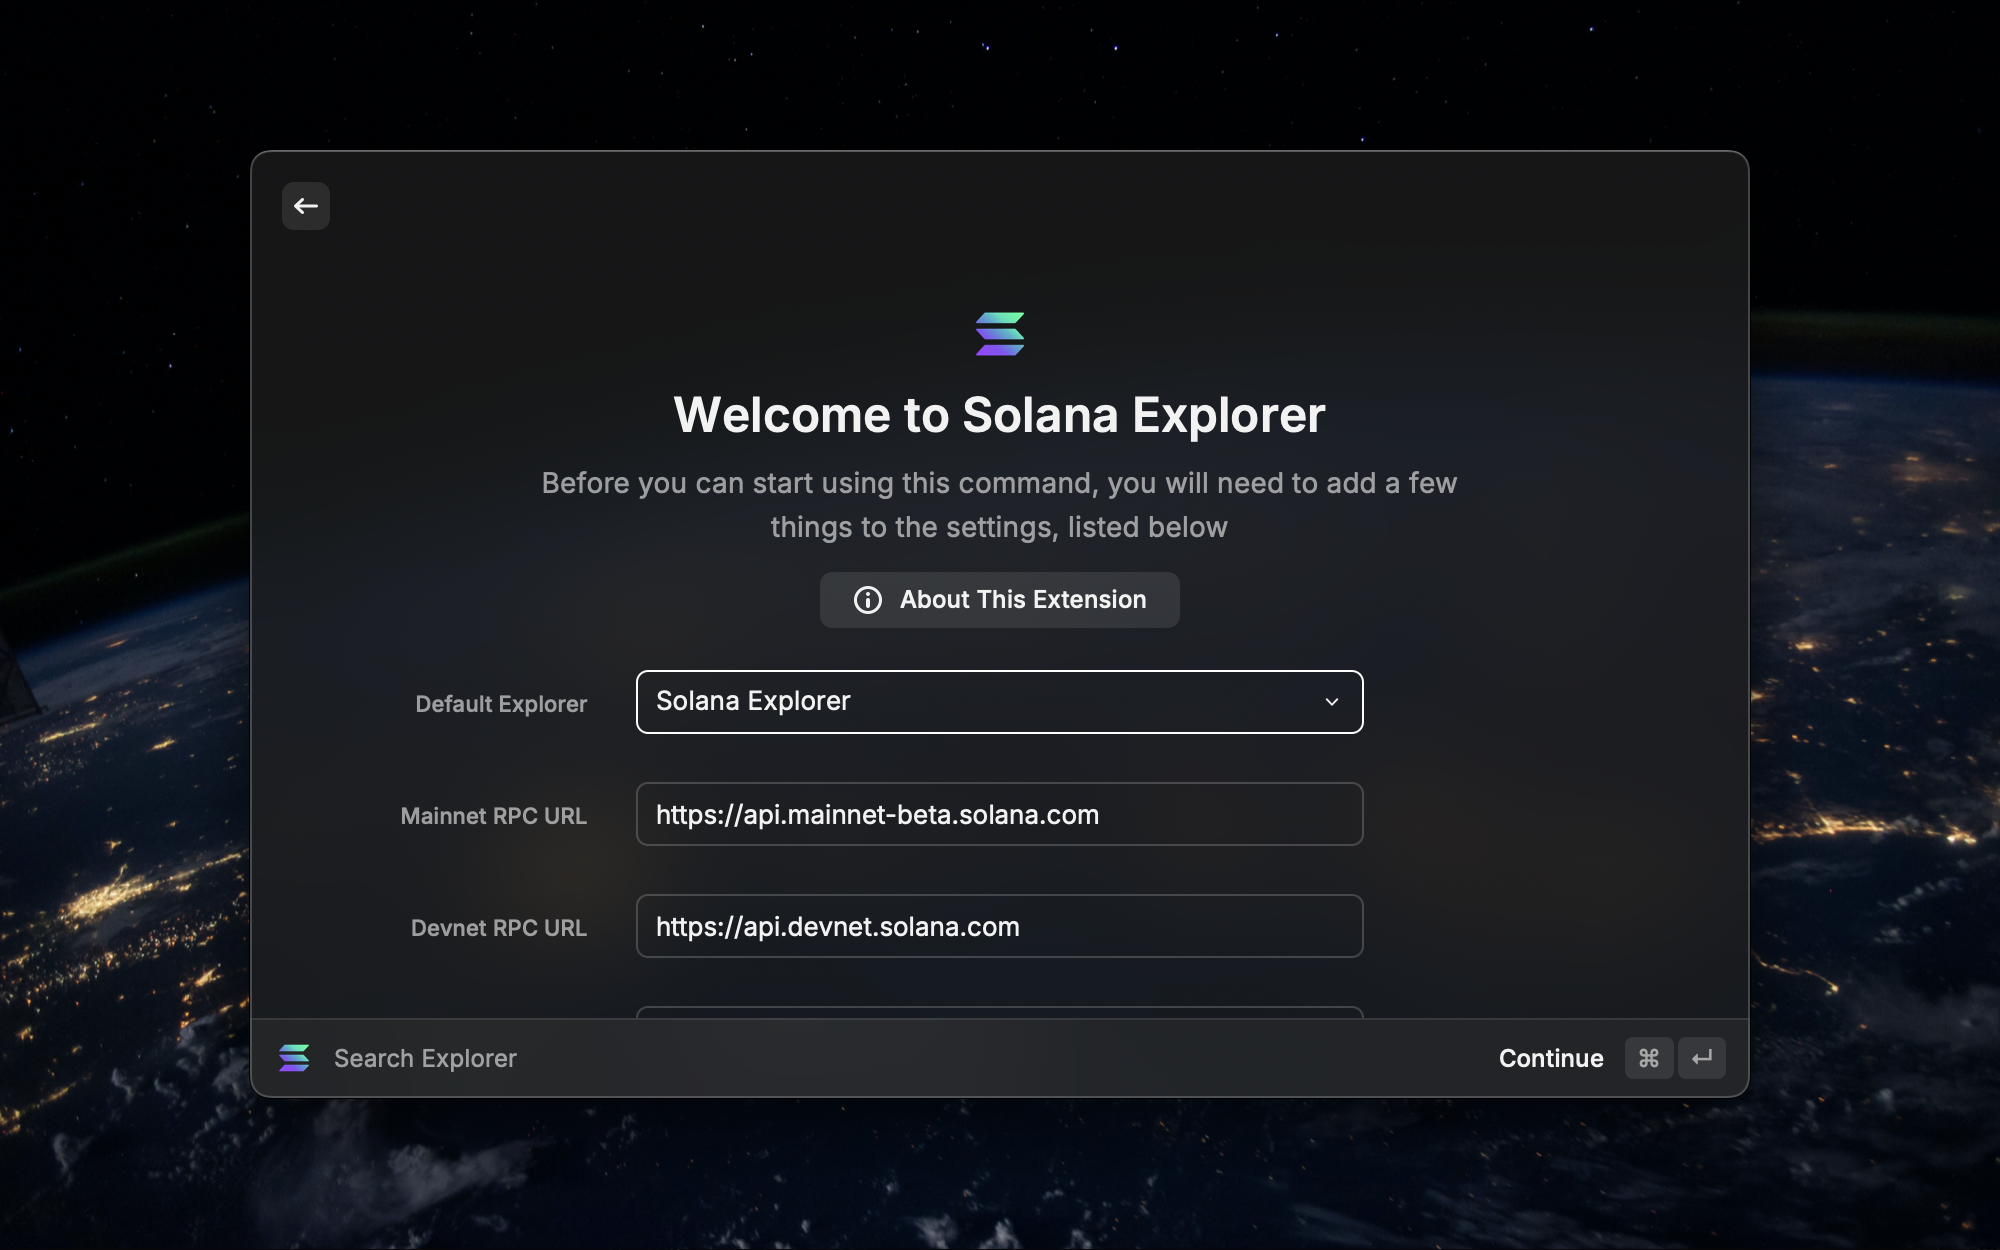 Welcome to Solana Explorer
Before you can start using this command, you will need to add a few
things to the settings, listed below
About This Extension
Default Explorer
Solana Explorer
Mainnet RPC URL
https://api.mainnet-beta.solana.com
Devnet RPC URL
https://api.devnet.solana.com
Search Explorer
Continue ⌘ ↵